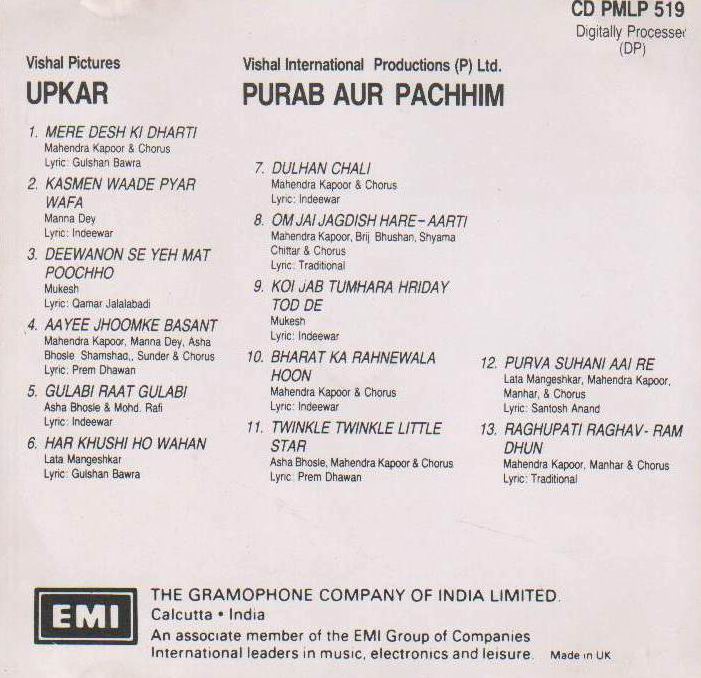 CD PMLP 519
Digitally Processed
(DP)
Vishal Pictures
UPKAR
1. MERE DESH KI DHARTI
Mahendra Kapoor & Chorus
Lyric: Gulshan Bawra
2. KASMEN WAADE PYAR
WAFA
Manna Dey
Lyric: Indeewar
3. DEEWANON SE YEH MAT
POOCHHO
Mukesh
Lyric: Qamar Jalalabadi
4. AAYEE JHOOMKE BASANT
Mahendra Kapoor, Manna Dey, Asha
Bhosle Shamshad,, Sunder & Chorus
Lyric: Prem Dhawan
5. GULABI RAAT GULABI
Asha Bhosle & Mohd. Rafi
Lyric: Indeewar
6. HAR KHUSHI HO WAHAN
Lata Mangeshkar
Lyric: Gulshan Bawra
Vishal International Productions (P) Ltd.
PURAB AUR PACHHIM
7. DULHAN CHALI
Mahendra Kapoor & Chorus
Lyric: Indeewar
8. OM JAI JAGDISH HARE-AARTI
Mahendra Kapoor, Brij Bhushan, Shyama
Chittar & Chorus
Lyric: Traditional
9. KOI JAB TUMHARA HRIDAY
TOD DE
Mukesh
Lyric: Indeewar
10. BHARAT KA RAHNEWALA
HOON
Mahendra Kapoor & Chorus
Lyric: Indeewar
11. TWINKLE TWINKLE LITTLE
STAR
Asha Bhosle, Mahendra Kapoor & Chorus
Lyric: Prem Dhawan
12. PURVA SUHANI AAI RE
Lata Mangeshkar, Mahendra Kapoor,
Manhar, & Chorus
Lyric: Santosh Anand
13. RAGHUPATI RAGHAV- RAM
DHUN
Mahendra Kapoor, Manhar & Chorus
Lyric: Traditional
EMI
THE GRAMOPHONE COMPANY OF INDIA LIMITED.
Calcutta • India
An associate member of the EMI Group of Companies
International leaders in music, electronics and leisure. Made in UK